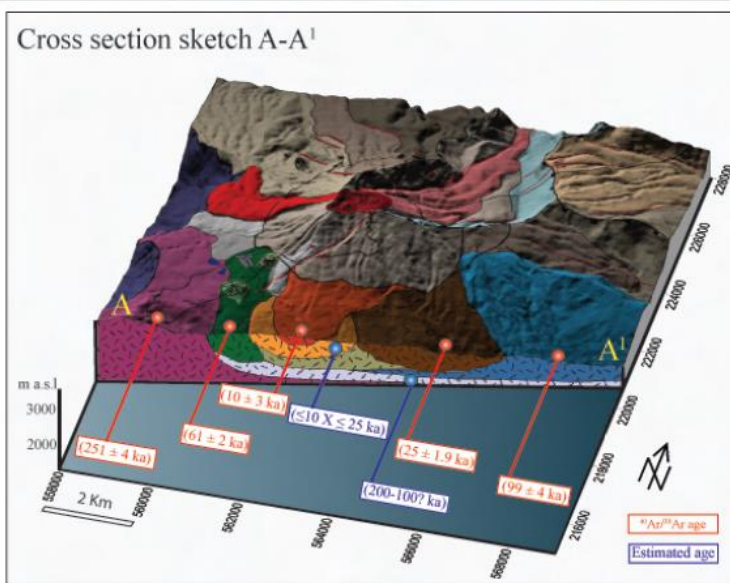 Cross section sketch A-A¹
A
A¹
m a.s.l
3000
2000
(251 ± 4 ka)
(61 ± 2 ka)
(10 ± 3 ka)
(≤10 X ≤ 25 ka)
(25 ± 1.9 ka)
(200-100? ka)
(99 ± 4 ka)
2 Km
558000
560000
562000
564000
566000
568000
216000
218000
220000
222000
224000
226000
228000
N
⁴⁰Ar/³⁹Ar age
Estimated age